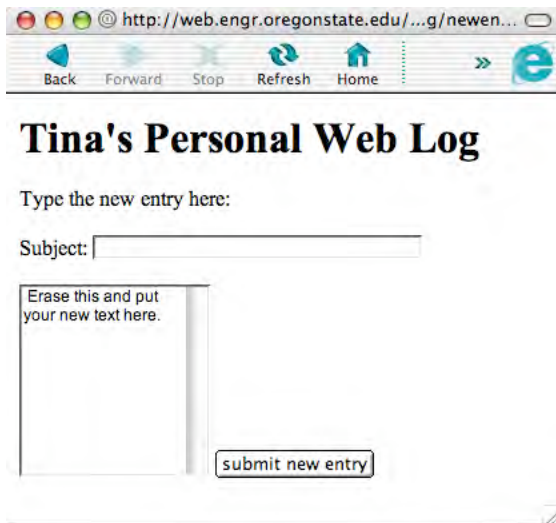 @ http://web.engr.oregonstate.edu/...g/newen...
Back Forward Stop Refresh Home »
Tina's Personal Web Log
Type the new entry here:
Subject:
Erase this and put
your new text here.
submit new entry